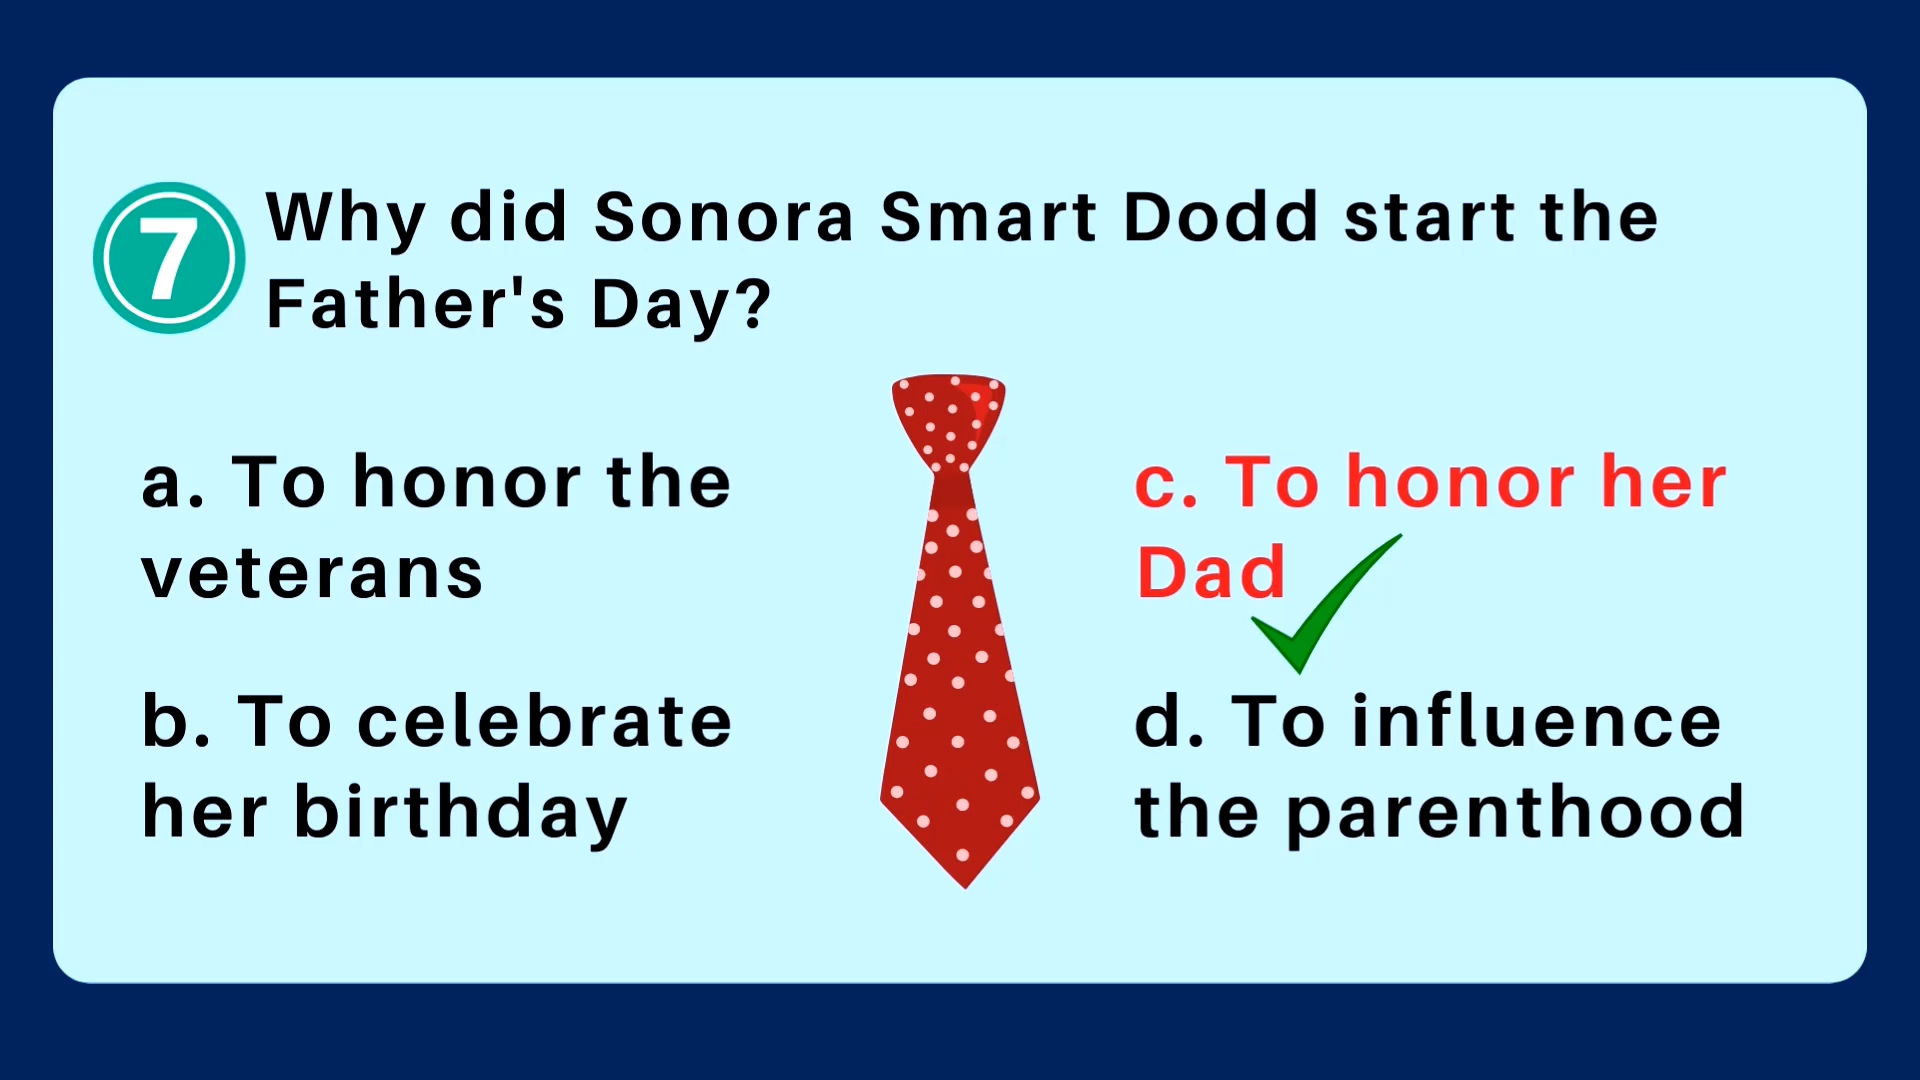 7
Why did Sonora Smart Dodd start the
Father's Day?
a. To honor the
veterans
b. To celebrate
her birthday
c. To honor her
Dad
d. To influence
the parenthood